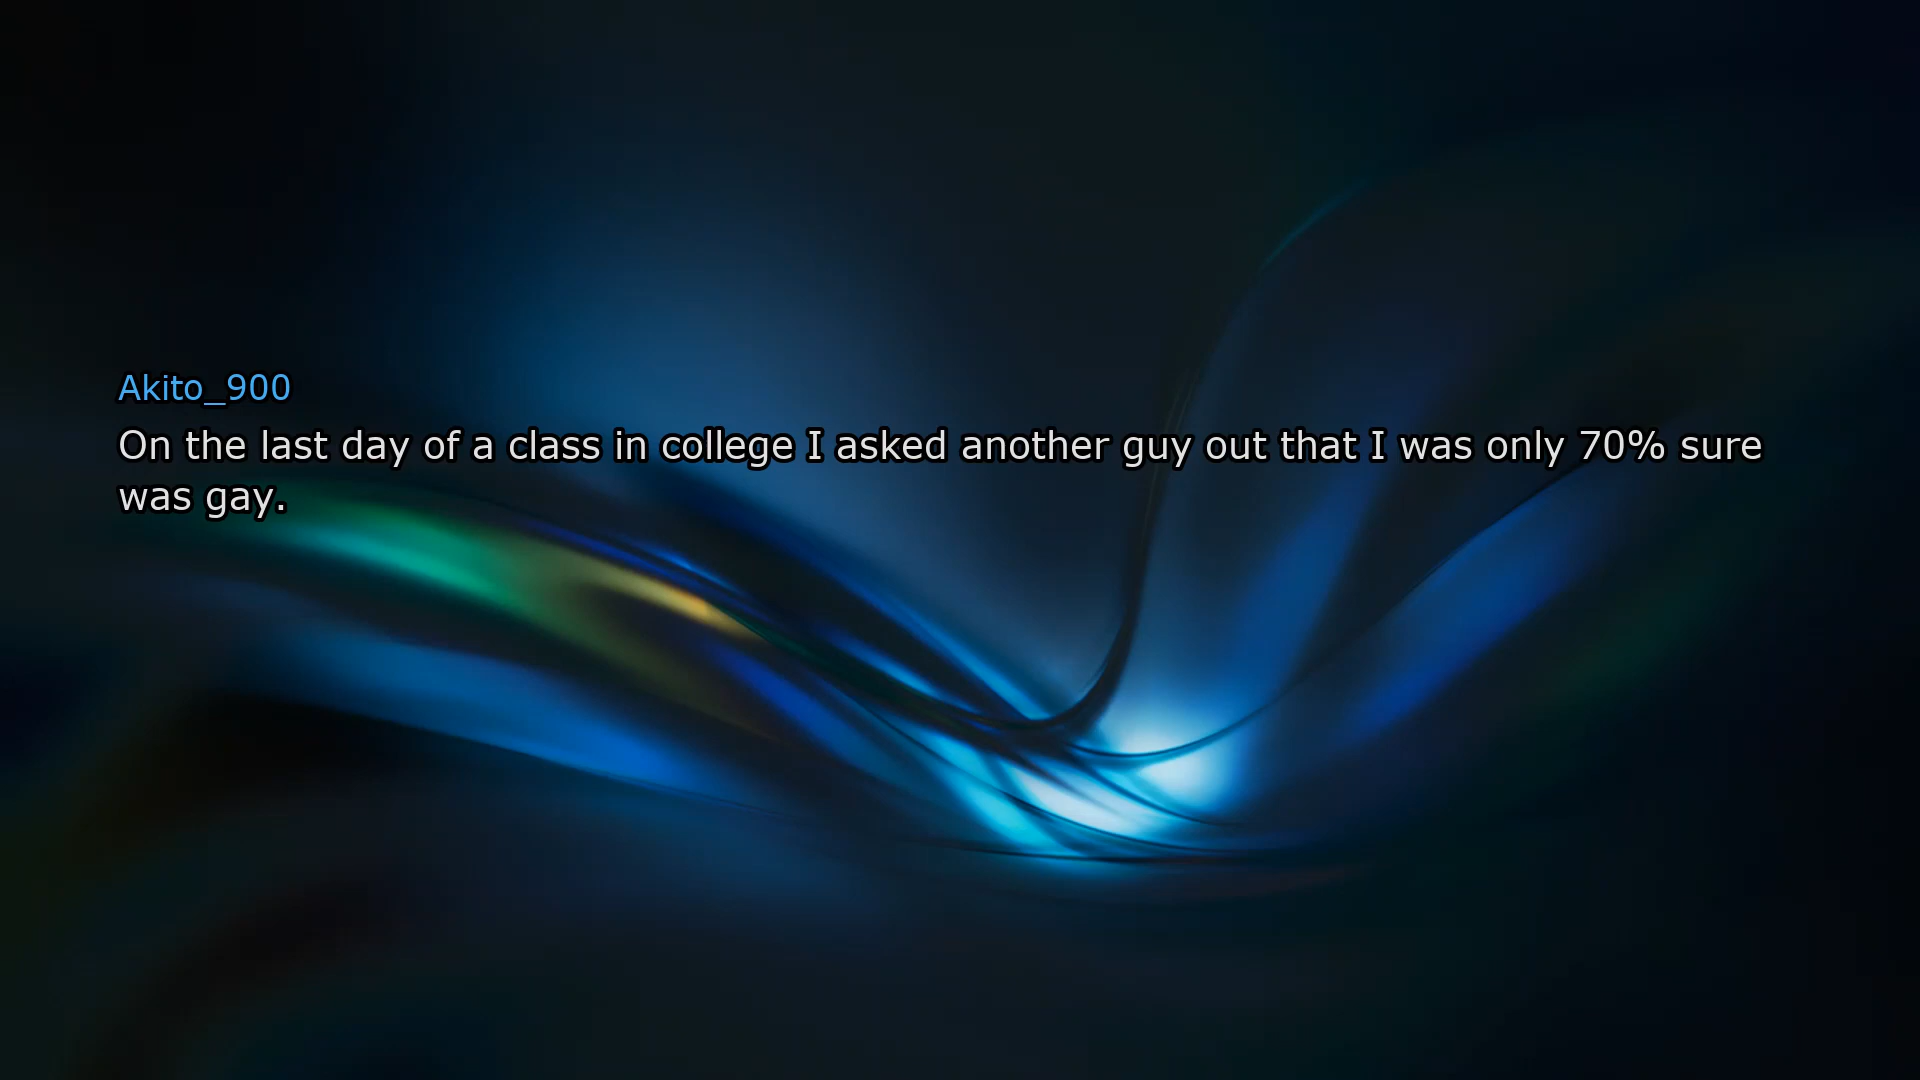 Akito_900
On the last day of a class in college I asked another guy out that I was only 70% sure
was gay.